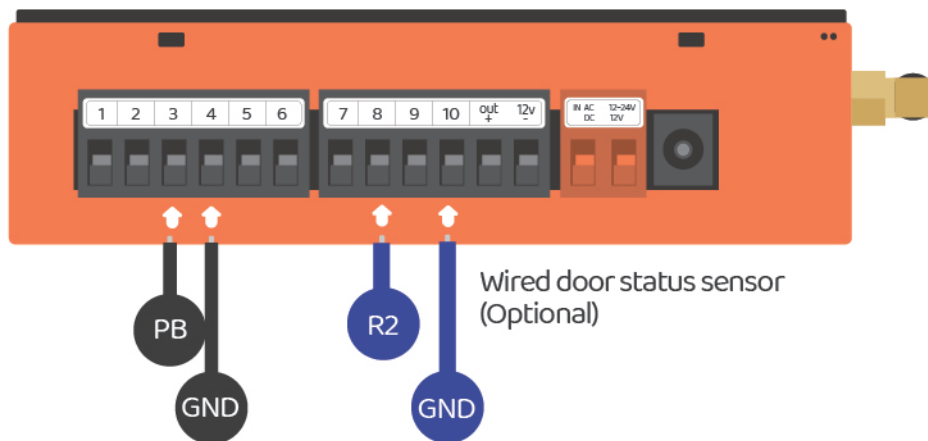 1 2 3 4 5 6 7 8 9 10 out + 12v -
IN AC 12-24V
DC 12V
PB
GND
R2
GND
Wired door status sensor
(Optional)